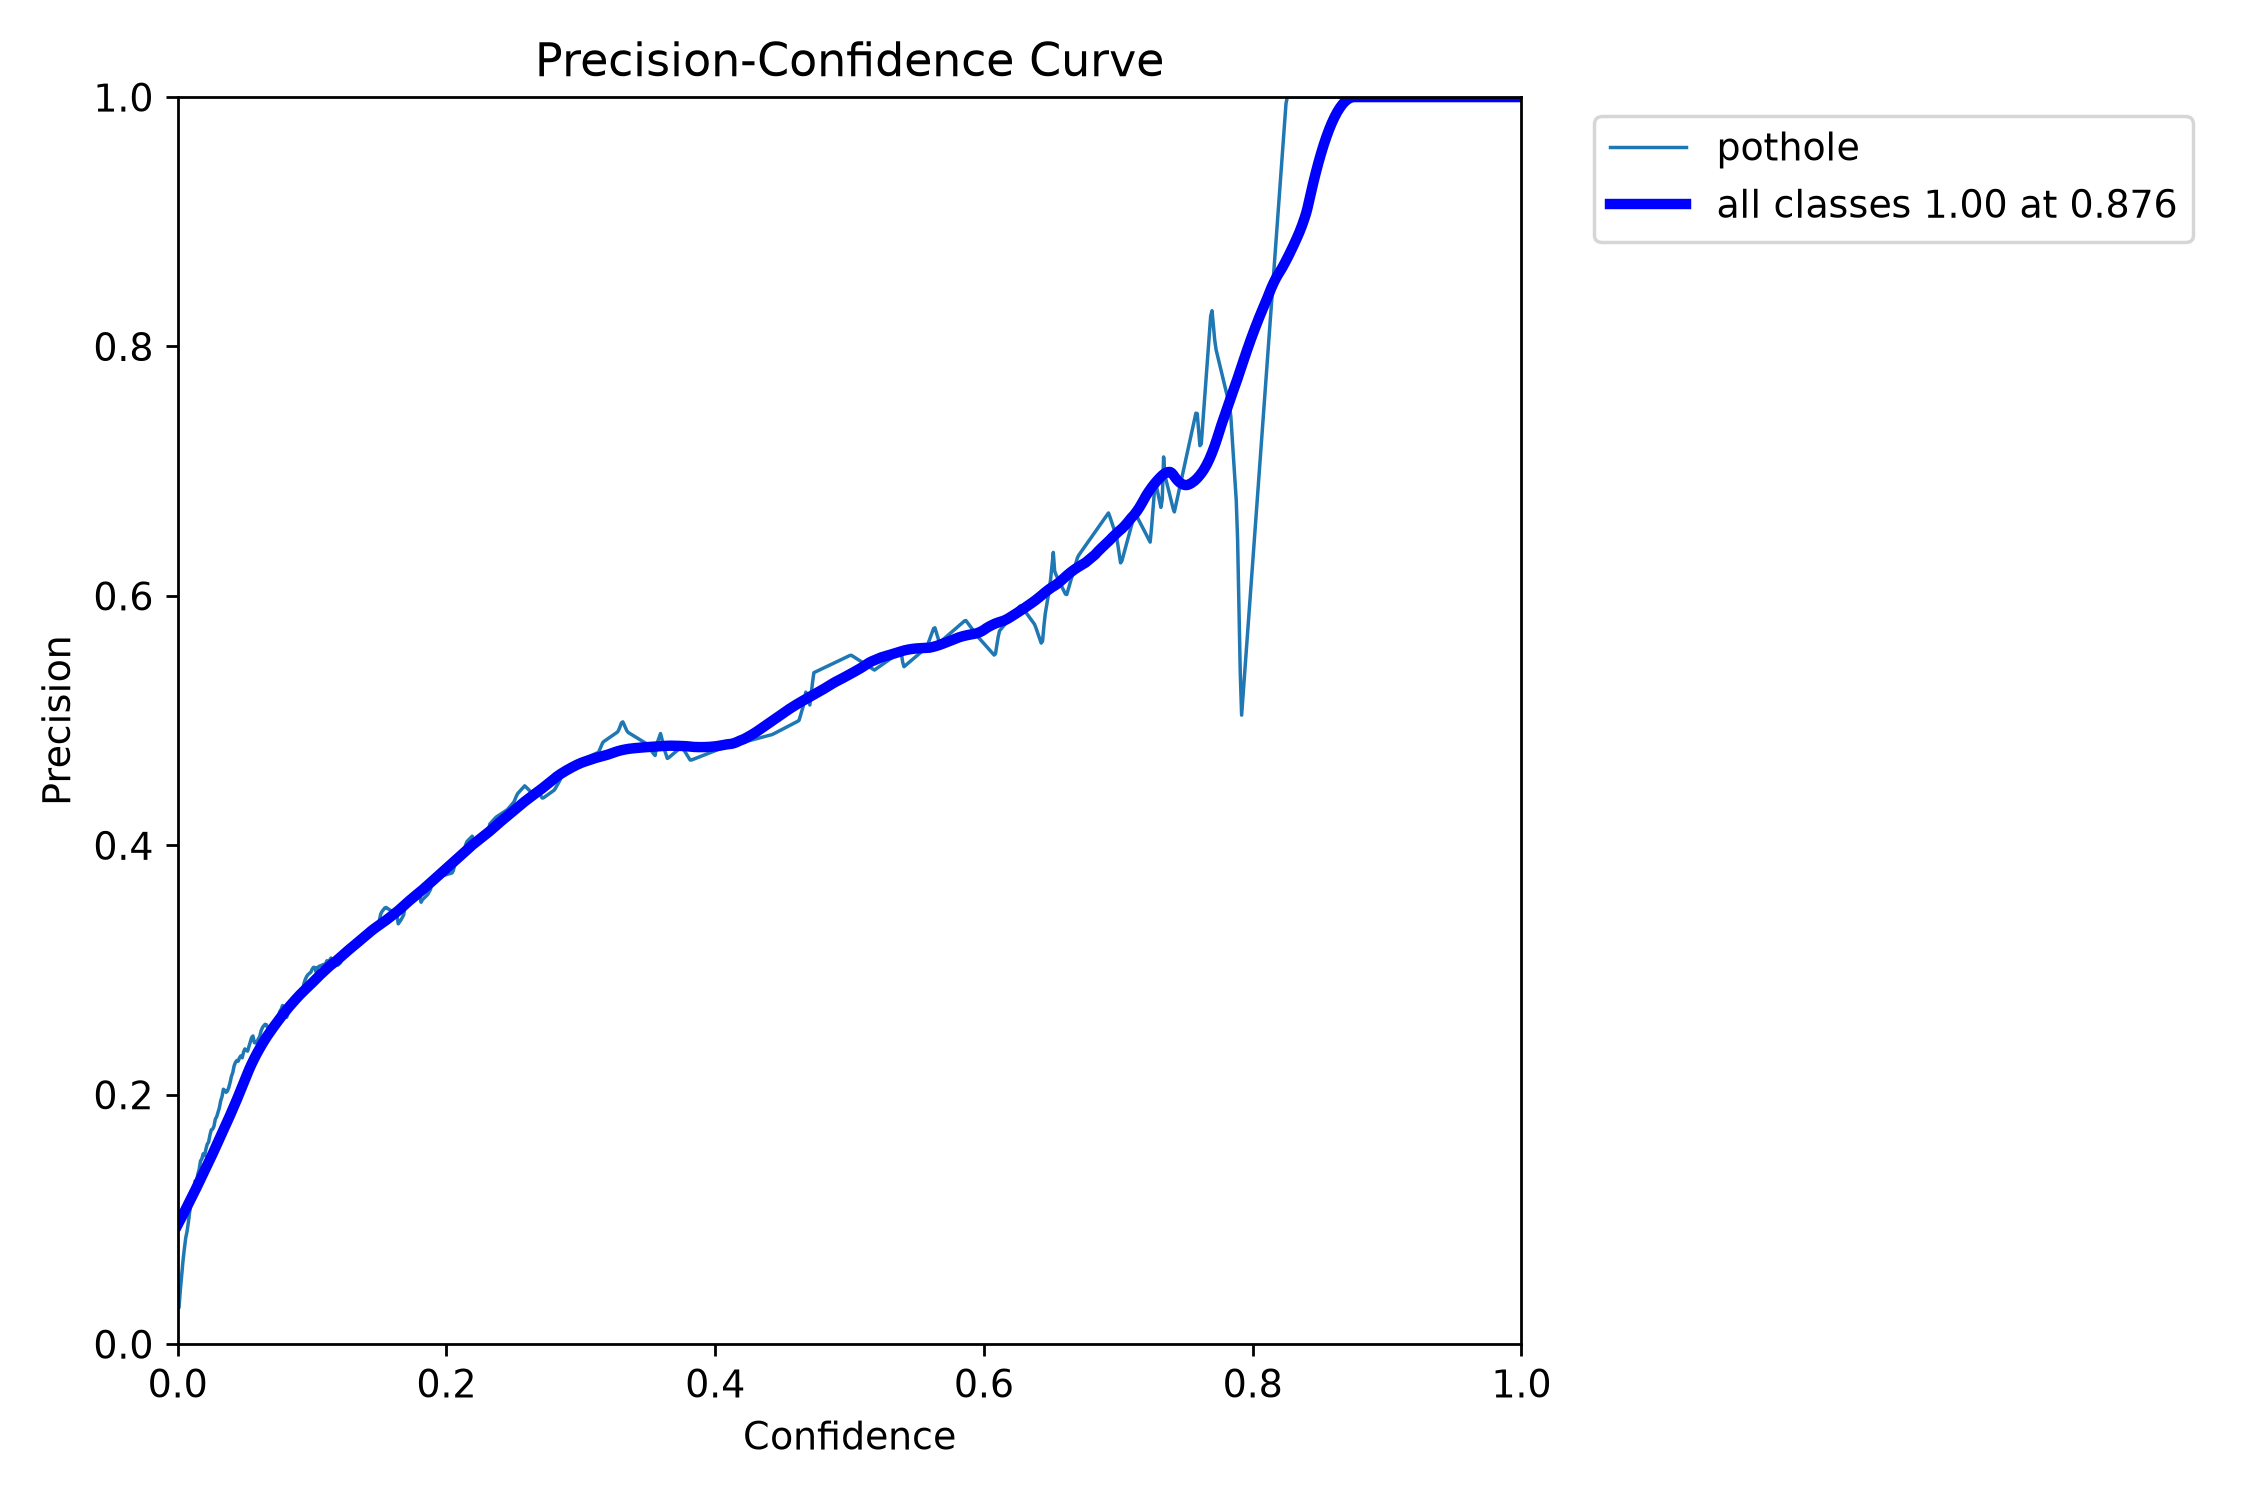 Precision-Confidence Curve
pothole
all classes 1.00 at 0.876
Precision
1.0
0.8
0.6
0.4
0.2
0.0
0.0 0.2 0.4 0.6 0.8 1.0
Confidence